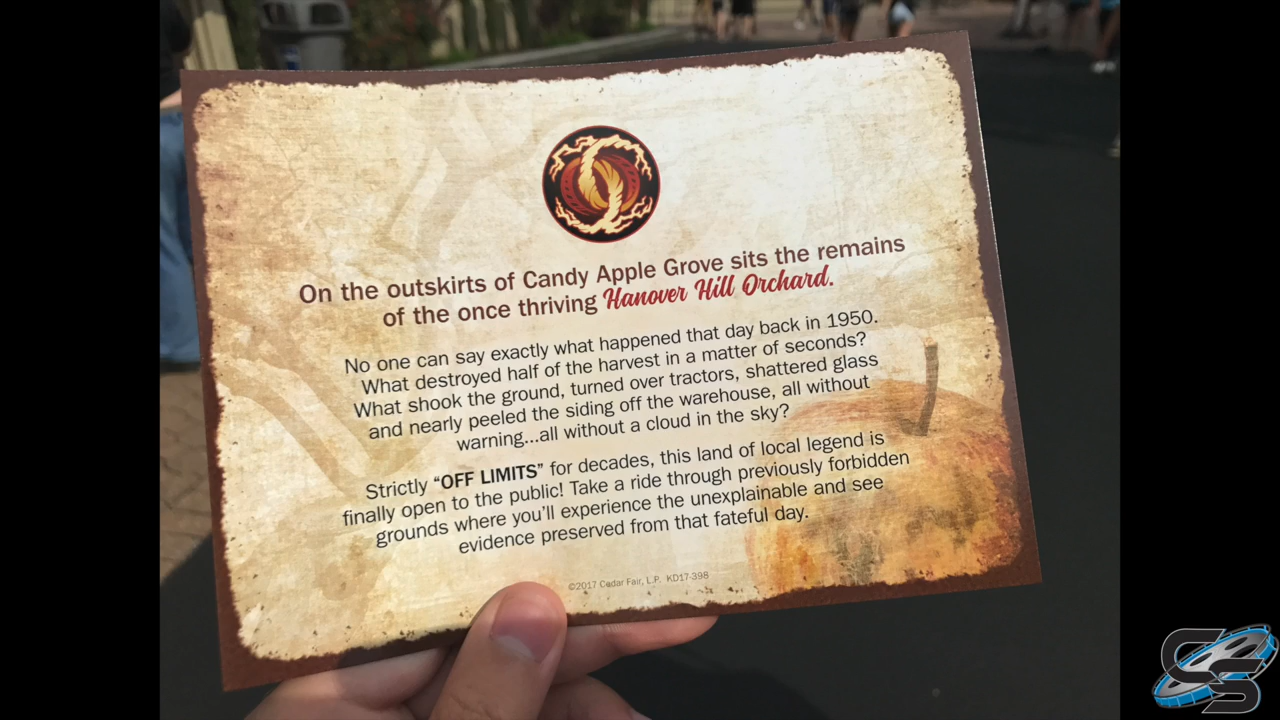 On the outskirts of Candy Apple Grove sits the remains
of the once thriving Hanover Hill Orchard.
No one can say exactly what happened that day back in 1950.
What destroyed half of the harvest in a matter of seconds?
What shook the ground, turned over tractors, shattered glass
and nearly peeled the siding off the warehouse, all without
warning...all without a cloud in the sky?
Strictly “OFF LIMITS” for decades, this land of local legend is
finally open to the public! Take a ride through previously forbidden
grounds where you’ll experience the unexplainable and see
evidence preserved from that fateful day.
©2017 Cedar Fair, L.P. KD17-398
CS